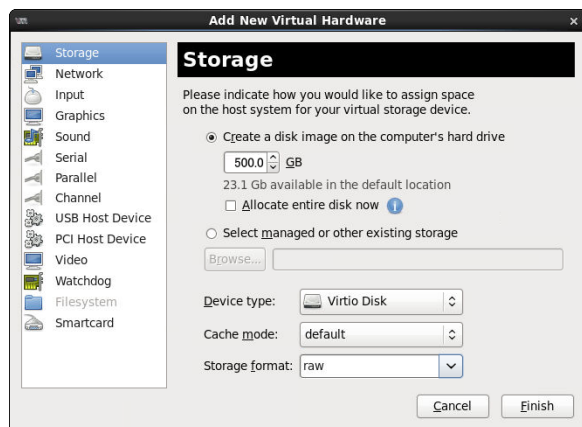 Add New Virtual Hardware
Storage
Network
Input
Graphics
Sound
Serial
Parallel
Channel
USB Host Device
PCI Host Device
Video
Watchdog
Filesystem
Smartcard
Storage
Please indicate how you would like to assign space
on the host system for your virtual storage device.
Create a disk image on the computer's hard drive
500.0 GB
23.1 Gb available in the default location
Allocate entire disk now
Select managed or other existing storage
Browse...
Device type: Virtio Disk
Cache mode: default
Storage format: raw
Cancel Finish